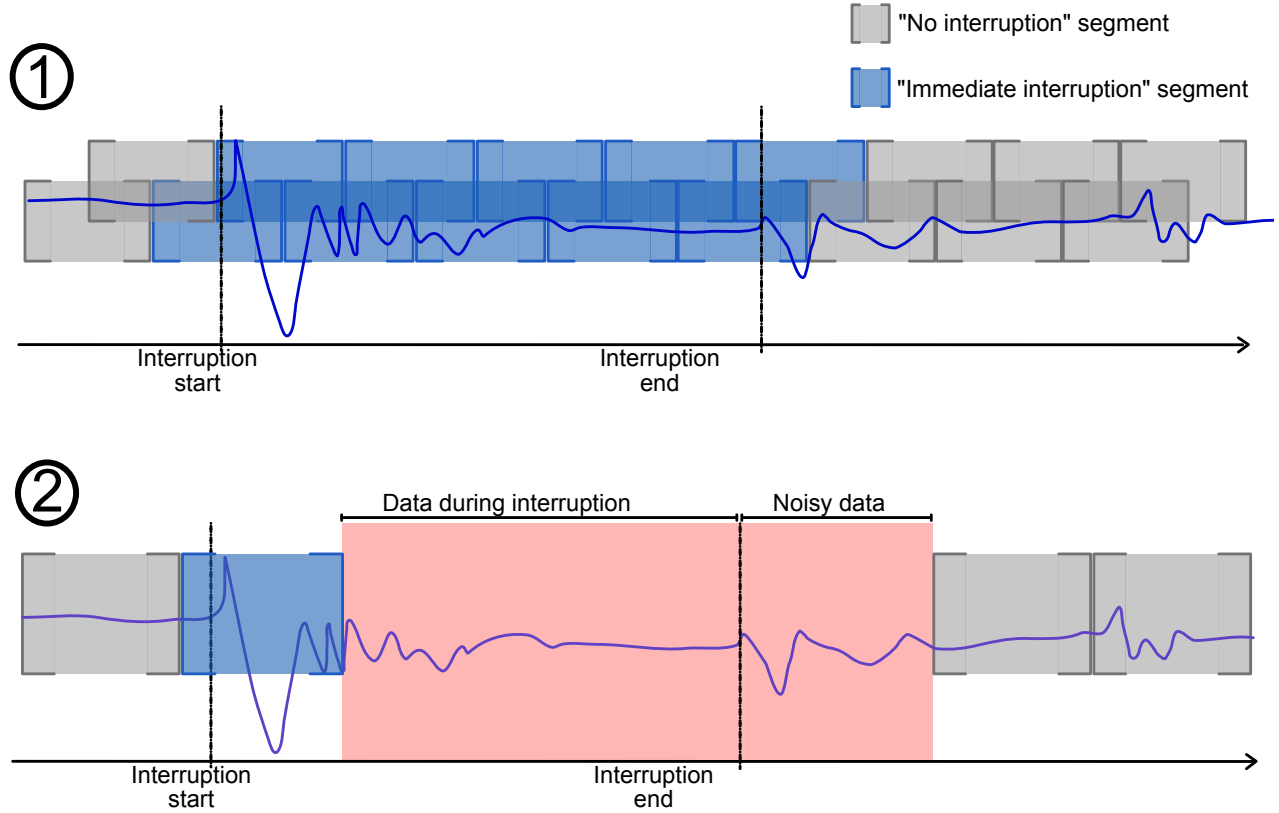 "No interruption" segment
1
"Immediate interruption" segment
Interruption
start
Interruption
end
2
Data during interruption
Noisy data
Interruption
start
Interruption
end